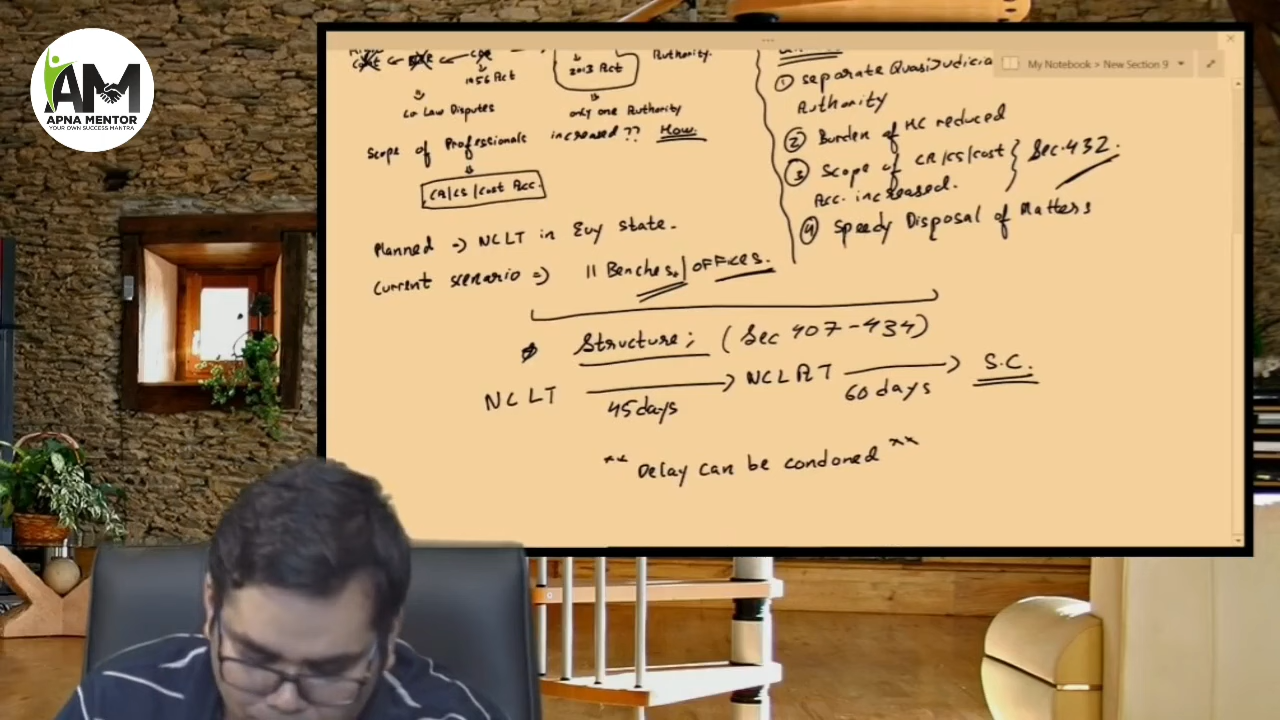 AM
APNA MENTOR
YOUR OWN SUCCESS MANTRA
My Notebook > New Section 9
Authority.
1956 Act
2013 Act
Co Law Disputes
only one Authority
Scope of Professionals increased?? How.
CA/CS/Cost Acc.
Planned => NCLT in Evy state.
Current scenario => 11 Benches/offices.
① Separate Quasi Judicia
Authority
② Burden of HC reduced
③ Scope of { CA/CS/Cost } Sec. 432.
Acc. increased.
④ Speedy Disposal of Matters
Structure; (Sec 407-434)
NCLT 45 days NCLAT 60 days S.C.
** Delay can be condoned **